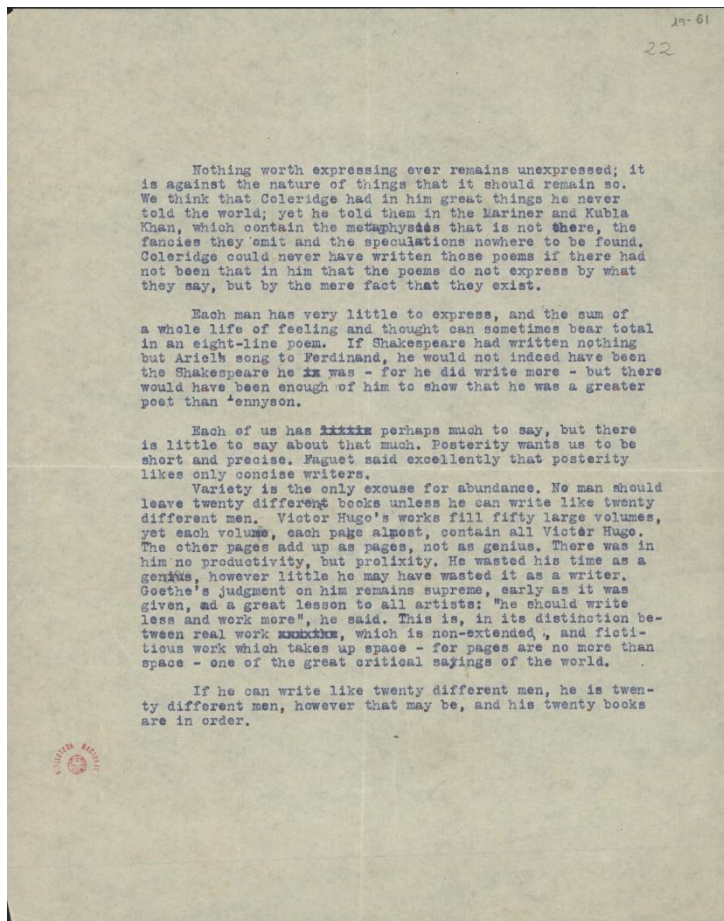 19-61
22
Nothing worth expressing ever remains unexpressed; it
is against the nature of things that it should remain so.
We think that Coleridge had in him great things he never
told the world; yet he told them in the Mariner and Kubla
Khan, which contain the metaphysics that is not there, the
fancies they omit and the speculations nowhere to be found.
Coleridge could never have written those poems if there had
not been that in him that the poems do not express by what
they say, but by the mere fact that they exist.
Each man has very little to express, and the sum of
a whole life of feeling and thought can sometimes bear total
in an eight-line poem. If Shakespeare had written nothing
but Ariel's song to Ferdinand, he would not indeed have been
the Shakespeare he was - for he did write more - but there
would have been enough of him to show that he was a greater
poet than Tennyson.
Each of us has perhaps much to say, but there
is little to say about that much. Posterity wants us to be
short and precise. Faguet said excellently that posterity
likes only concise writers.
Variety is the only excuse for abundance. No man should
leave twenty different books unless he can write like twenty
different men. Victor Hugo's works fill fifty large volumes,
yet each volume, each page almost, contain all Victor Hugo.
The other pages add up as pages, not as genius. There was in
him no productivity, but prolixity. He wasted his time as a
genius, however little he may have wasted it as a writer.
Goethe's judgment on him remains supreme, early as it was
given, ad a great lesson to all artists: "he should write
less and work more", he said. This is, in its distinction be-
tween real work, which is non-extended, and ficti-
tious work which takes up space - for pages are no more than
space - one of the great critical sayings of the world.
If he can write like twenty different men, he is twen-
ty different men, however that may be, and his twenty books
are in order.
BIBLIOTECA NACIONAL